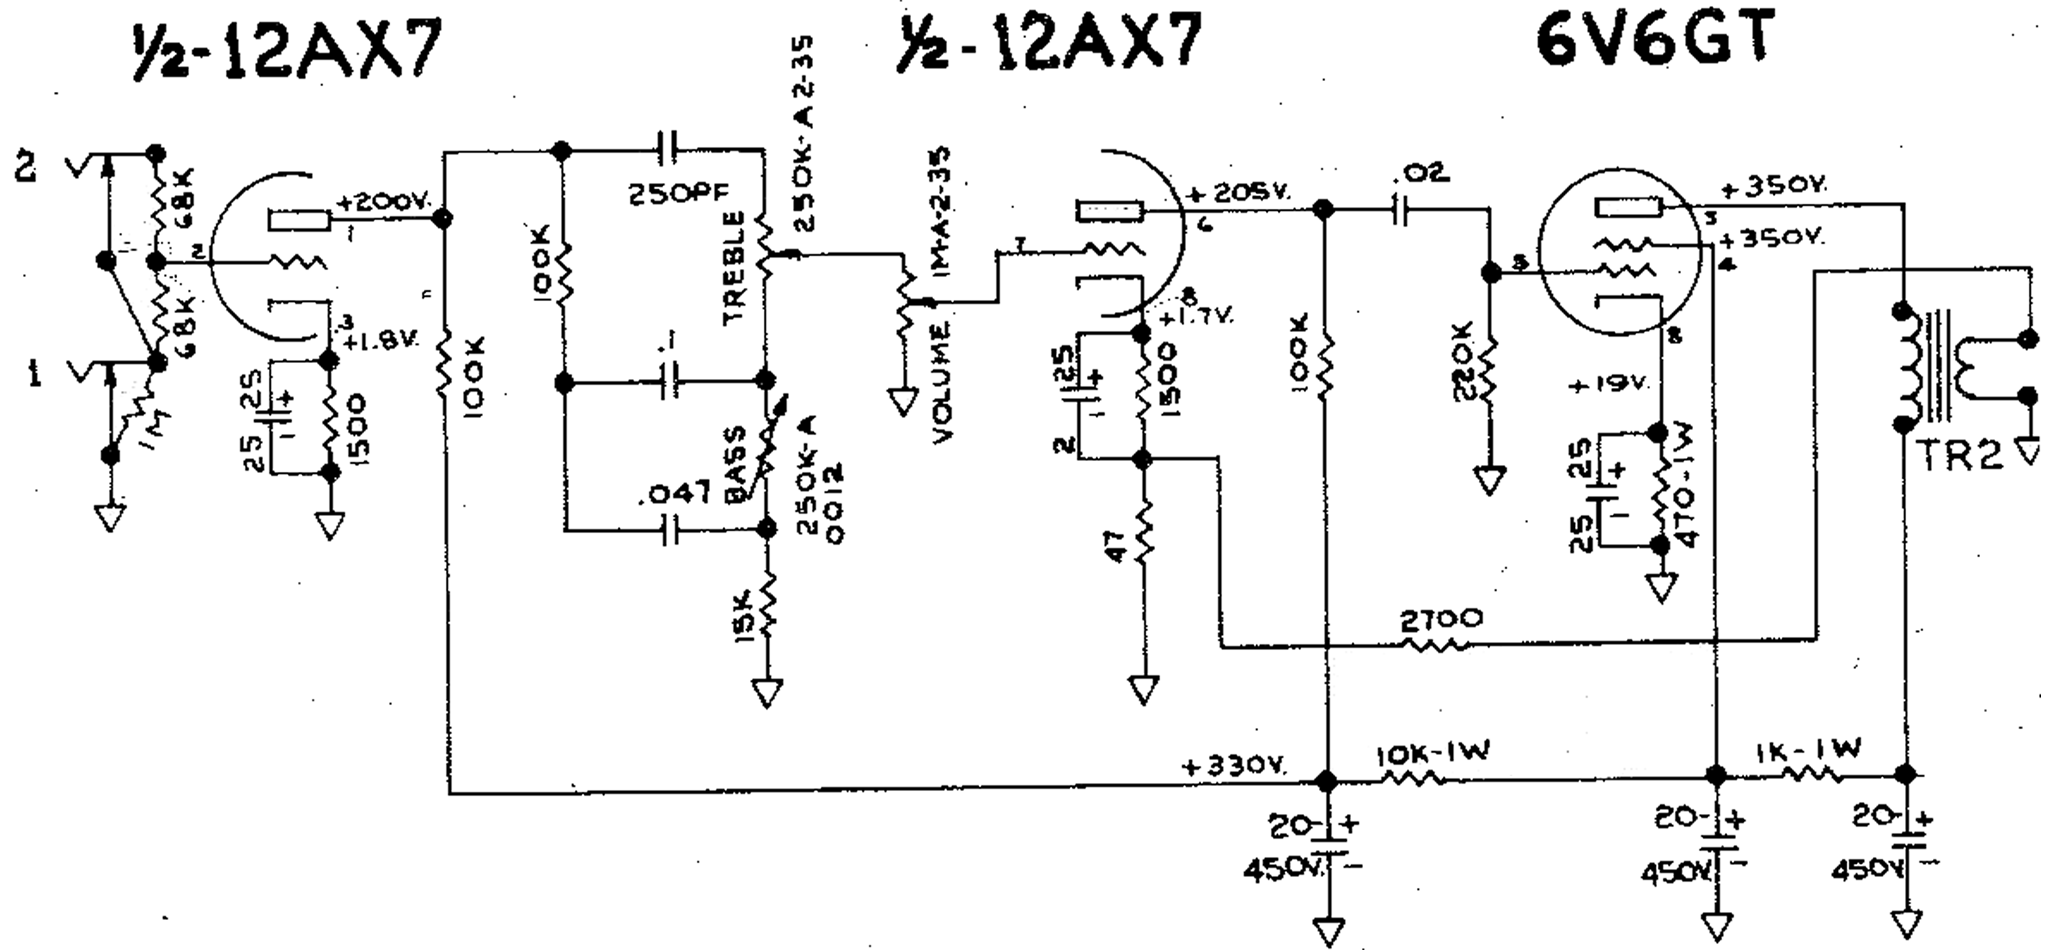 ½-12AX7
½-12AX7
6V6GT
2
68K
2
68K
1
1M
+200V.
1
3
+1.8V.
25
25
+
-
1500
100K
250PF
100K
TREBLE
250K-A2-35
.1
BASS
250K-A
0012
.047
15K
VOLUME 1M-A-2-35
7
+205V.
6
8
+1.7V.
25
2
+
-
1500
47
100K
.02
220K
5
+350V.
3
+350V.
4
8
+19V.
25
25
+
-
470-1W
TR2
2700
+330V.
10K-1W
1K-1W
20-
+
450V.
-
20-
+
450V.
-
20-
+
450V.
-